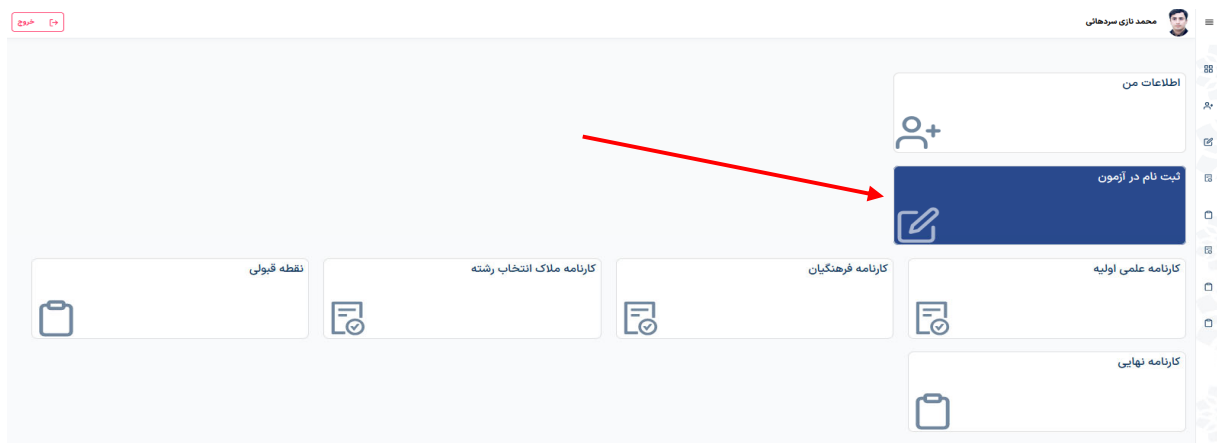 محمد نازی سردهائی
خروج
اطلاعات من
ثبت نام در آزمون
کارنامه علمی اولیه
کارنامه فرهنگیان
کارنامه ملاک انتخاب رشته
نقطه قبولی
کارنامه نهایی